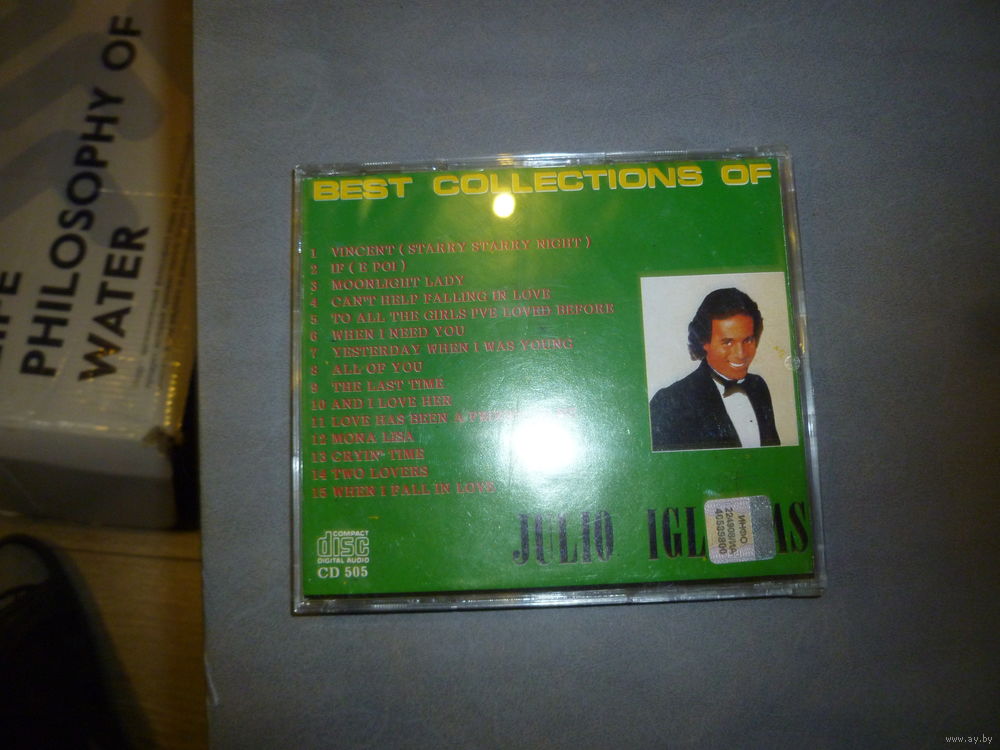 PHILOSOPHY OF
WATER
BEST COLLECTIONS OF
1 VINCENT ( STARRY STARRY NIGHT )
2 IF ( E POI )
3 MOONLIGHT LADY
4 CAN'T HELP FALLING IN LOVE
5 TO ALL THE GIRLS I'VE LOVED BEFORE
6 WHEN I NEED YOU
7 YESTERDAY WHEN I WAS YOUNG
8 ALL OF YOU
9 THE LAST TIME
10 AND I LOVE HER
11 LOVE HAS BEEN A
12 MONA LISA
13 CRYIN' TIME
14 TWO LOVERS
15 WHEN I FALL IN LOVE
JULIO
COMPACT
disc
DIGITAL AUDIO
CD 505
www.ay.by